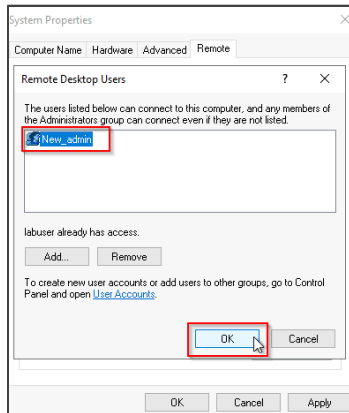 System Properties
Computer Name Hardware Advanced Remote
Remote Desktop Users ?
The users listed below can connect to this computer, and any members of
the Administrators group can connect even if they are not listed.
New_admin
labuser already has access.
Add... Remove
To create new user accounts or add users to other groups, go to Control
Panel and open User Accounts.
OK Cancel
OK Cancel Apply